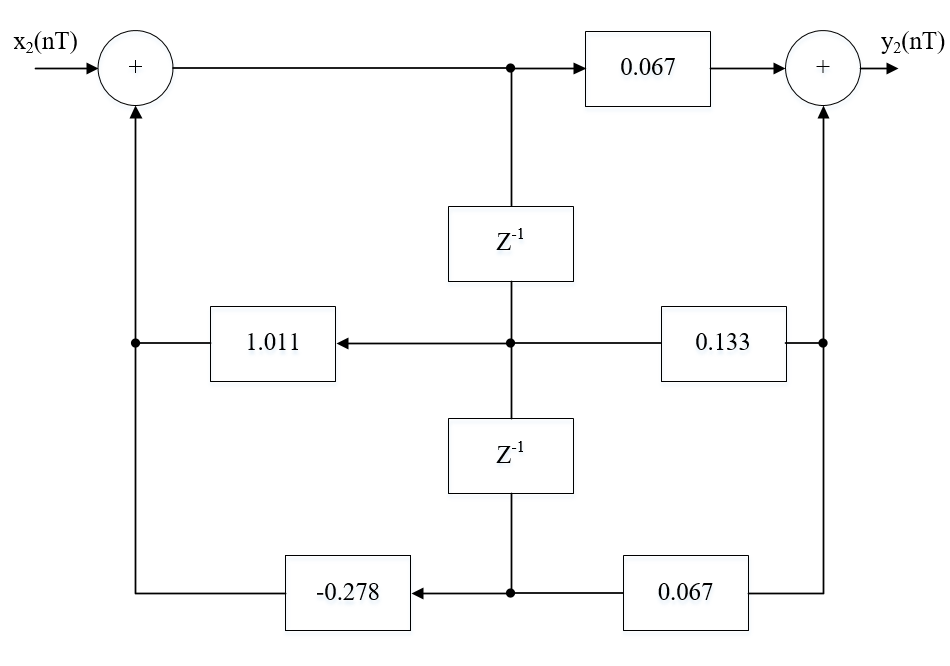 x₂(nT)
+
0.067
+
y₂(nT)
Z⁻¹
1.011
0.133
Z⁻¹
-0.278
0.067